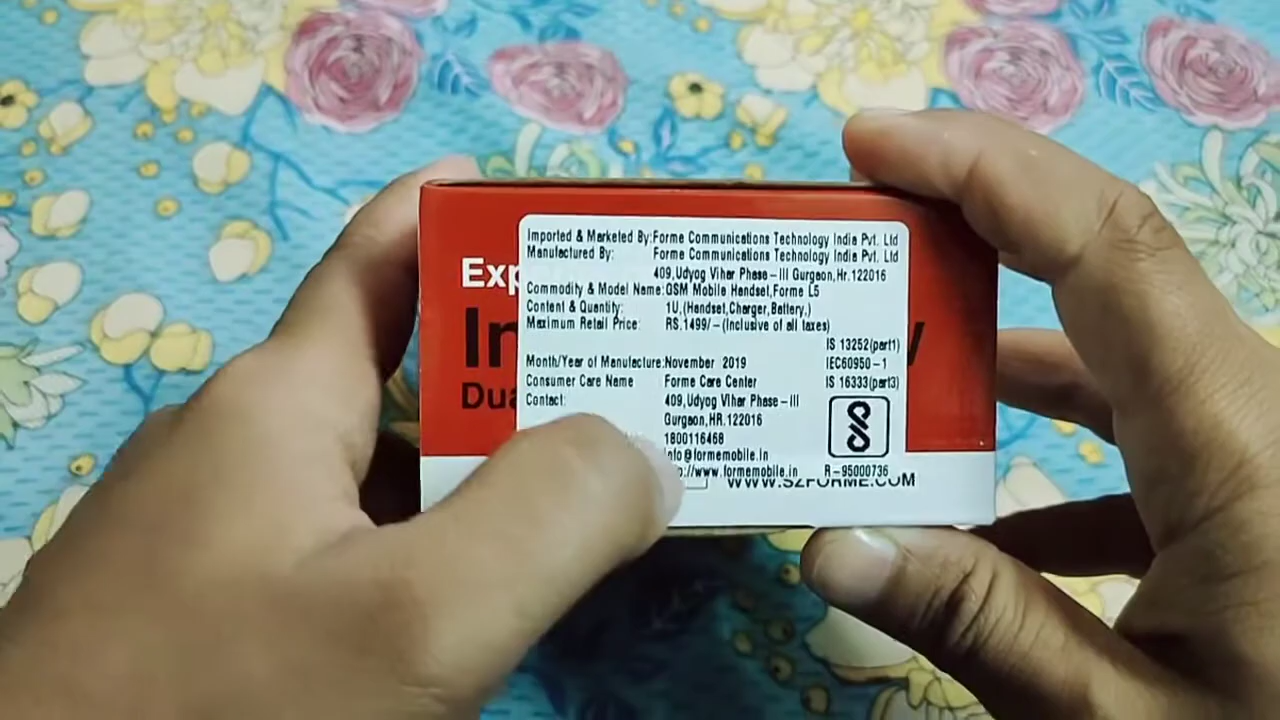 Imported & Marketed By:Forme Communications Technology India Pvt. Ltd
Manufactured By: Forme Communications Technology India Pvt. Ltd
409,Udyog Vihar Phase-III Gurgaon,Hr.122016
Commodity & Model Name:GSM Mobile Handset,Forme L5
Content & Quantity: 1U,(Handset,Charger,Battery,)
Maximum Retail Price: RS.1499/-(Inclusive of all taxes)
IS 13252(part1)
Month/Year of Manufacture:November 2019 IEC60950-1
Consumer Care Name Forme Care Center IS 16333(part3)
Contact: 409,Udyog Vihar Phase-III
Gurgaon,HR.122016
1800116468
info@formemobile.in
p://www.formemobile.in R-95000736
WWW.SZFORME.COM
Exp
In
Dua